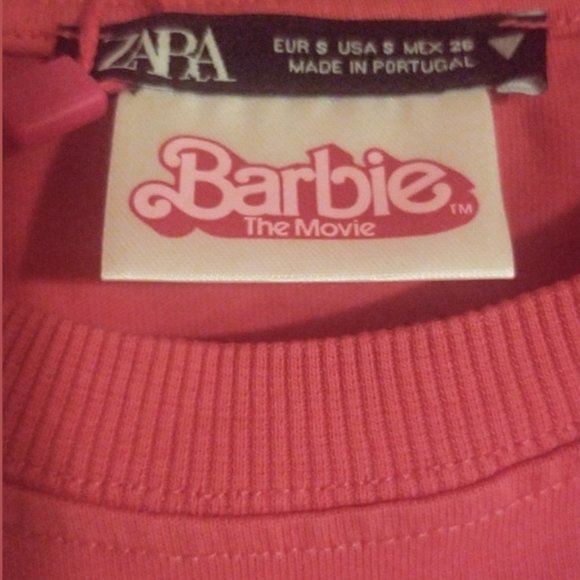 ZARA
EUR S USA S MEX 26
MADE IN PORTUGAL
Barbie TM
The Movie